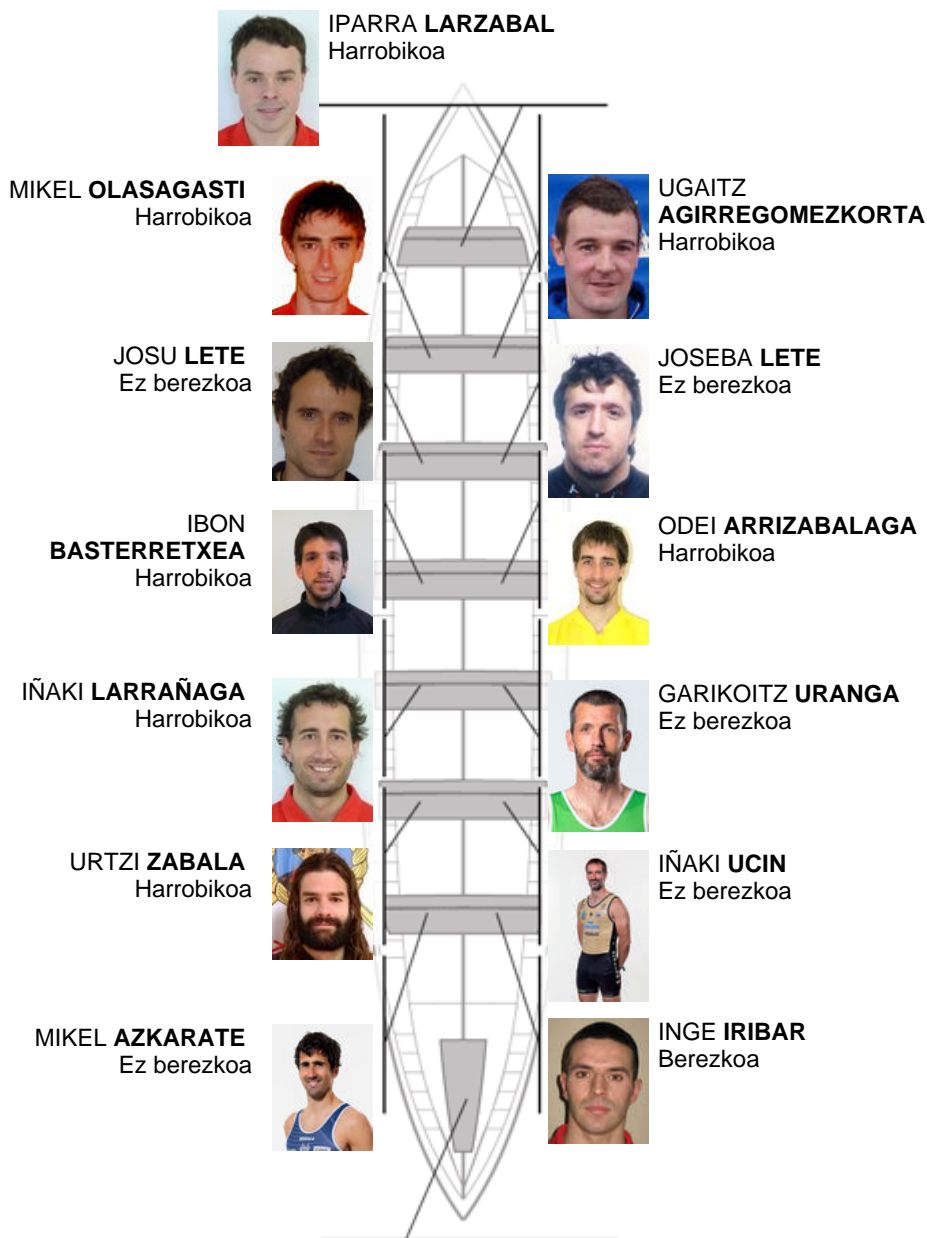 IPARRA LARZABAL
Harrobikoa
MIKEL OLASAGASTI
Harrobikoa
UGAITZ
AGIRREGOMEZKORTA
Harrobikoa
JOSU LETE
Ez berezkoa
JOSEBA LETE
Ez berezkoa
IBON
BASTERRETXEA
Harrobikoa
ODEI ARRIZABALAGA
Harrobikoa
IÑAKI LARRAÑAGA
Harrobikoa
GARIKOITZ URANGA
Ez berezkoa
URTZI ZABALA
Harrobikoa
IÑAKI UCIN
Ez berezkoa
MIKEL AZKARATE
Ez berezkoa
INGE IRIBAR
Berezkoa